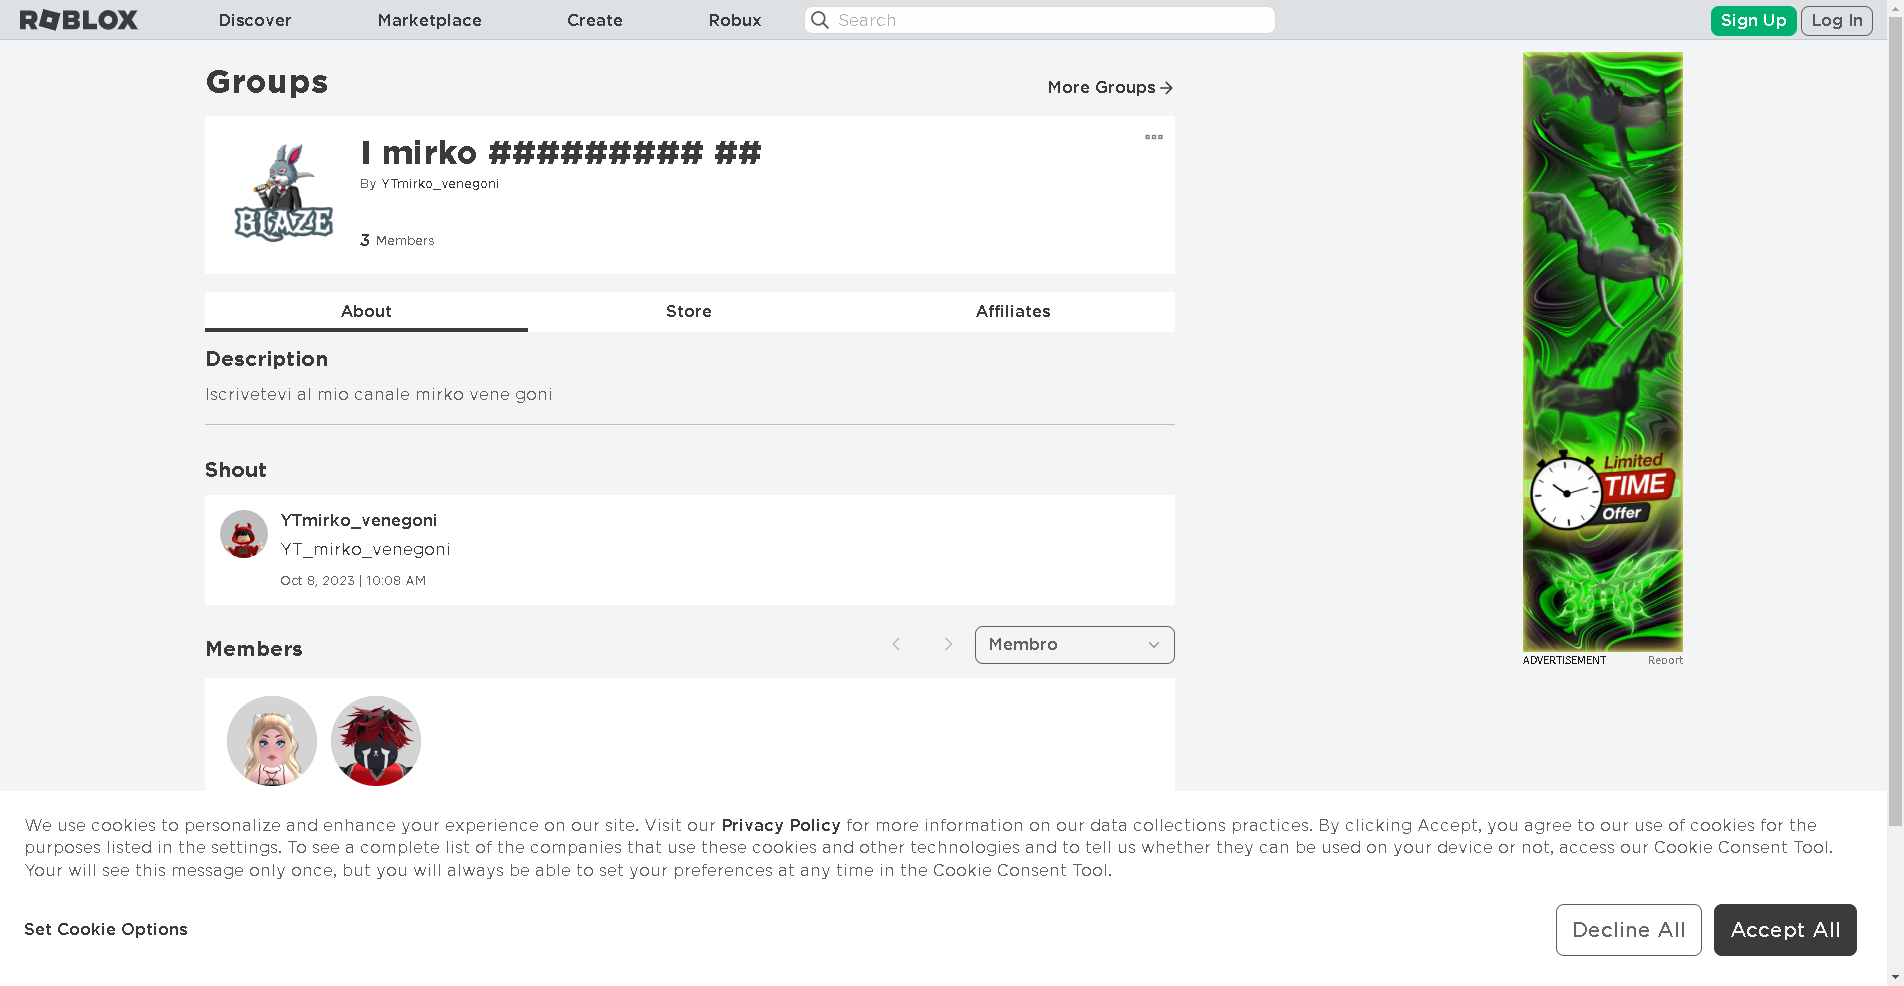 ROBLOX
Discover
Marketplace
Create
Robux
Search
Sign Up
Log In
Groups
More Groups
BLAZE
I mirko ######### ##
By YTmirko_venegoni
3 Members
About
Store
Affiliates
Description
Iscrivetevi al mio canale mirko vene goni
Shout
YTmirko_venegoni
YT_mirko_venegoni
Oct 8, 2023 | 10:08 AM
Members
Membro
Limited
TIME
Offer
ADVERTISEMENT
Report
We use cookies to personalize and enhance your experience on our site. Visit our Privacy Policy for more information on our data collections practices. By clicking Accept, you agree to our use of cookies for the
purposes listed in the settings. To see a complete list of the companies that use these cookies and other technologies and to tell us whether they can be used on your device or not, access our Cookie Consent Tool.
Your will see this message only once, but you will always be able to set your preferences at any time in the Cookie Consent Tool.
Set Cookie Options
Decline All
Accept All